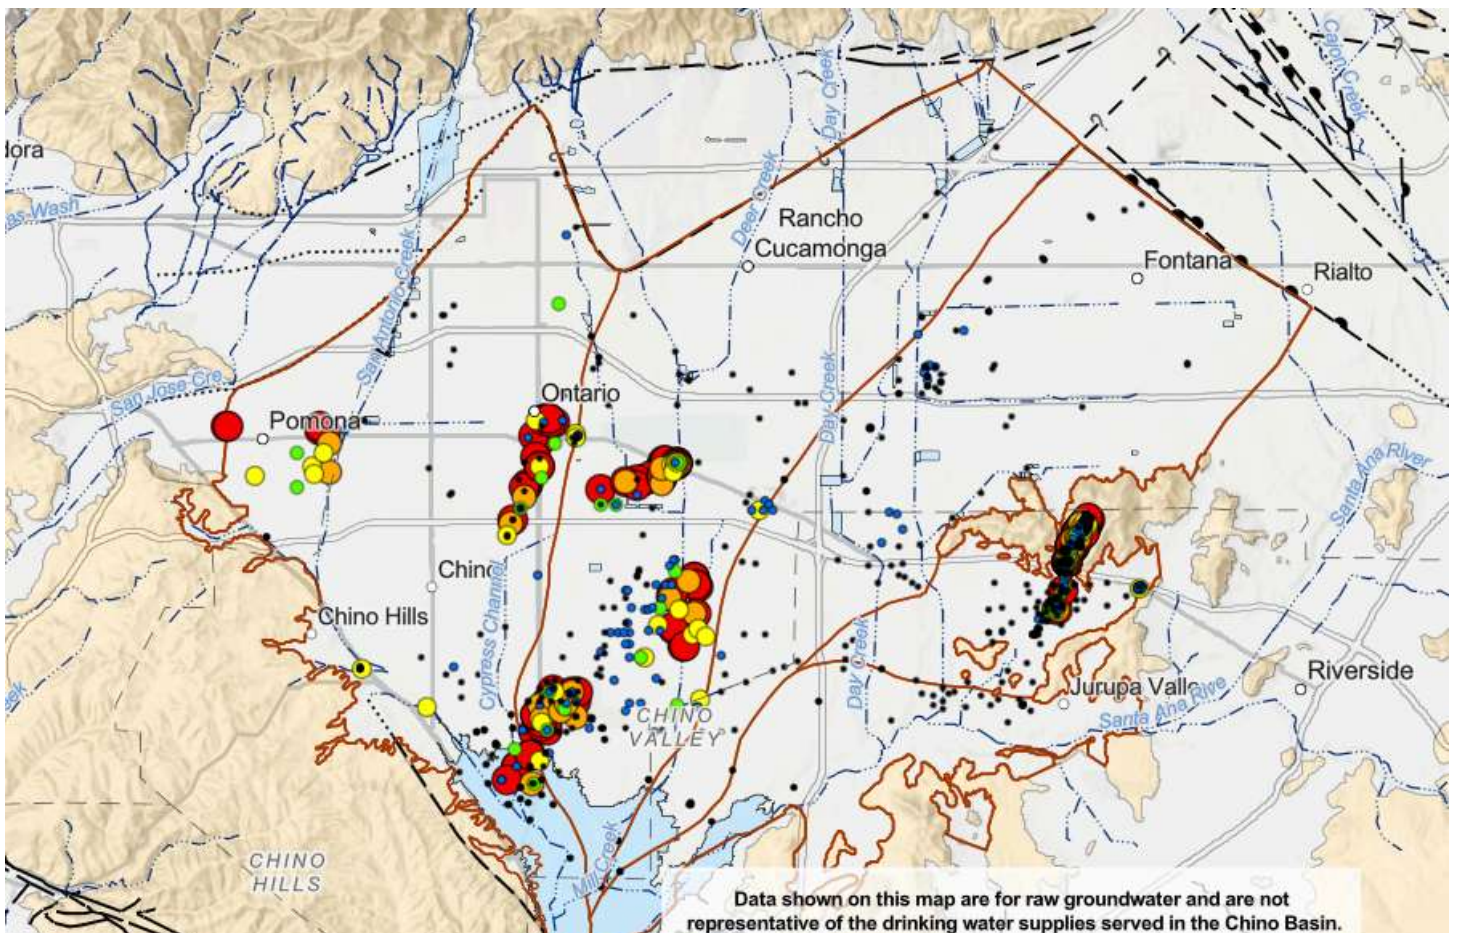 Cajon Creek
dora
as Wash
Day Creek
Deer Creek
San Antonio Creek
Rancho
Cucamonga
Fontana
Rialto
San Jose Cre
Ontario
Pomona
Day Creek
Santa Ana River
Chino
Cypress Channel
Chino Hills
eek
Day Creek
Riverside
Jurupa Valle
Santa Ana Rive
CHINO
VALLEY
Mill Creek
CHINO
HILLS
Data shown on this map are for raw groundwater and are not
representative of the drinking water supplies served in the Chino Basin.